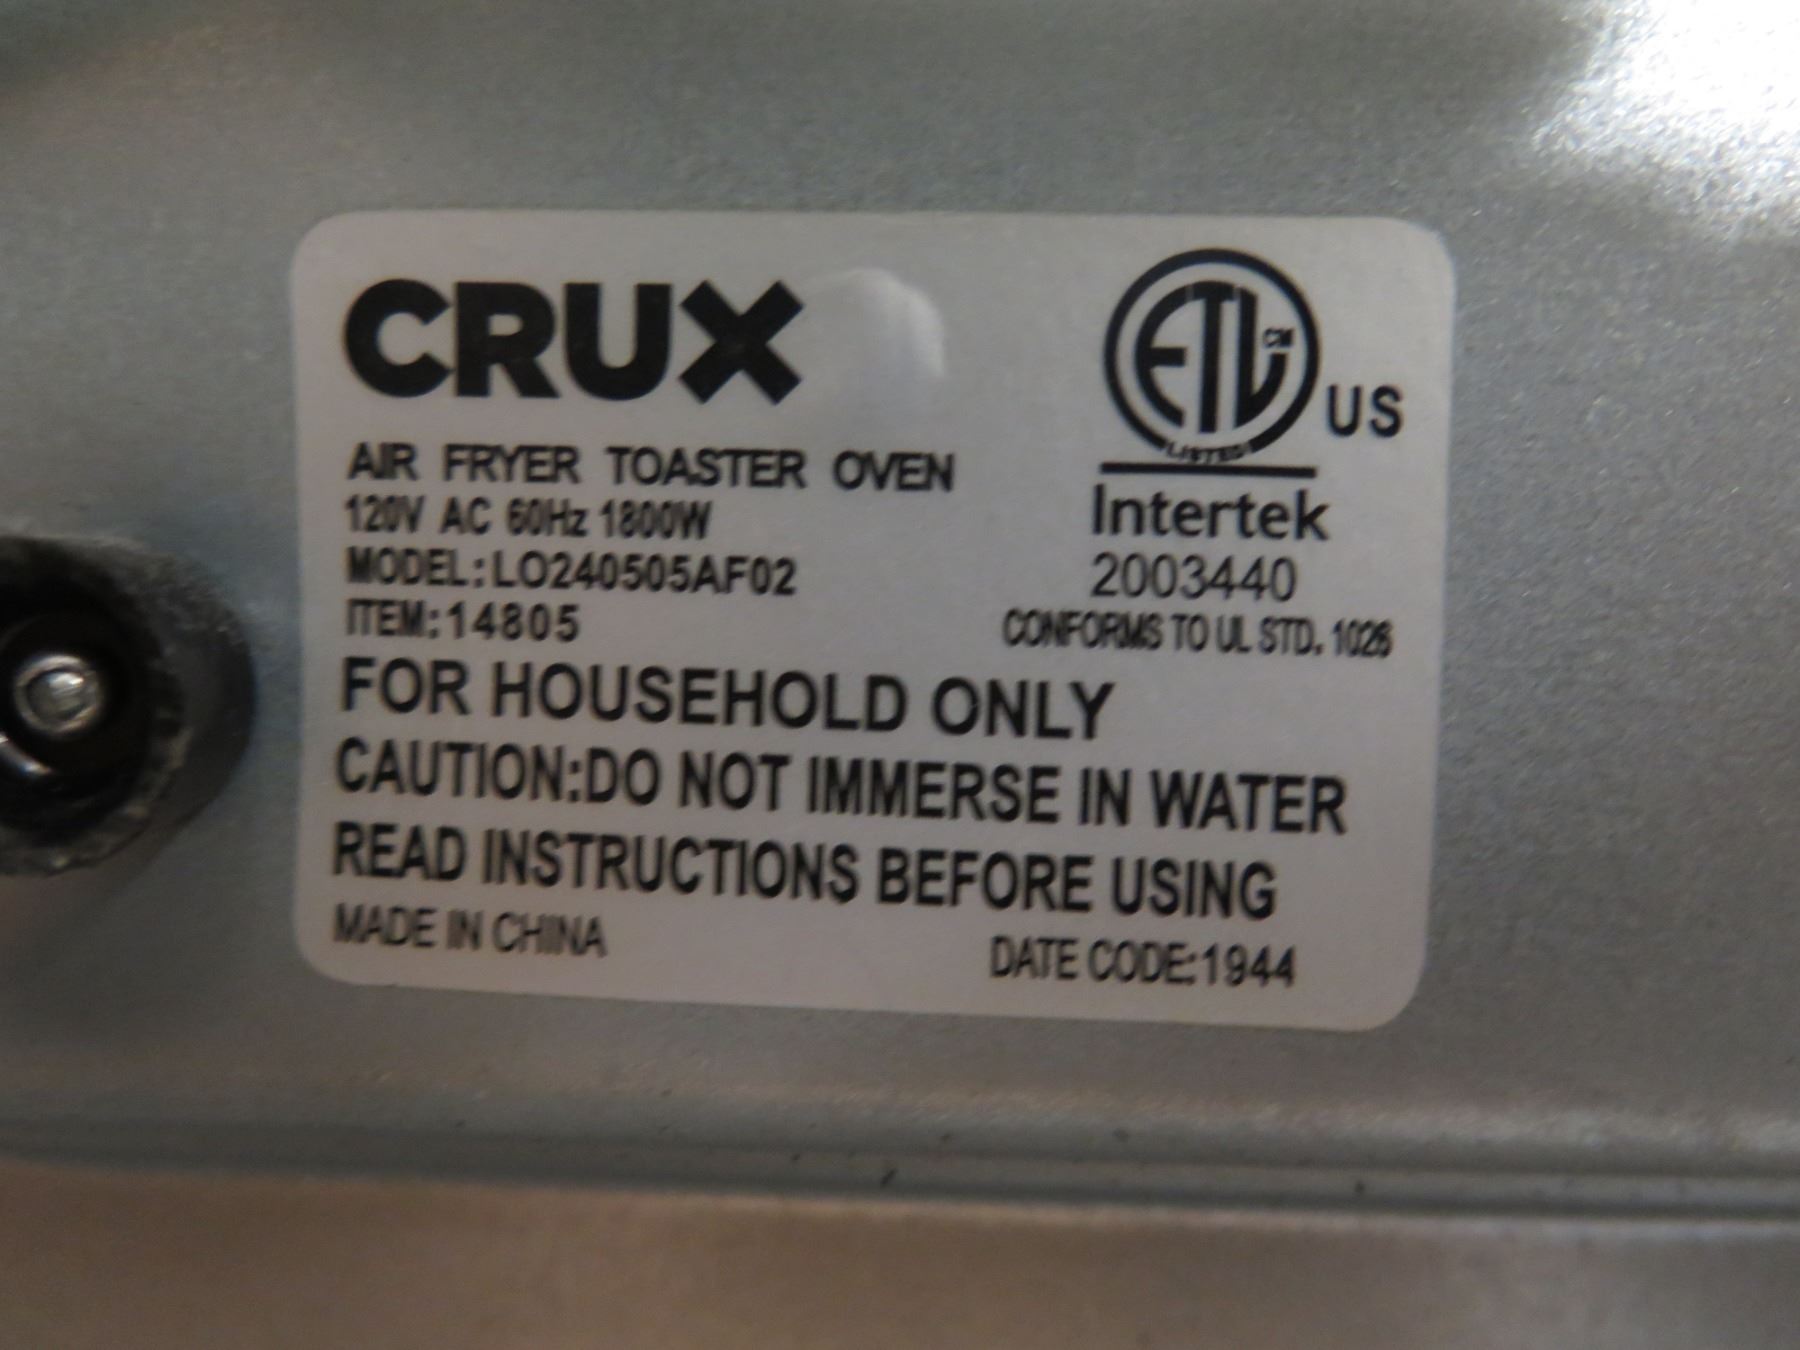 CRUX
AIR FRYER TOASTER OVEN
120V AC 60Hz 1800W
MODEL:LO240505AF02
ITEM:14805
ETL CM
LISTED
US
Intertek
2003440
CONFORMS TO UL STD. 1026
FOR HOUSEHOLD ONLY
CAUTION:DO NOT IMMERSE IN WATER
READ INSTRUCTIONS BEFORE USING
MADE IN CHINA
DATE CODE:1944